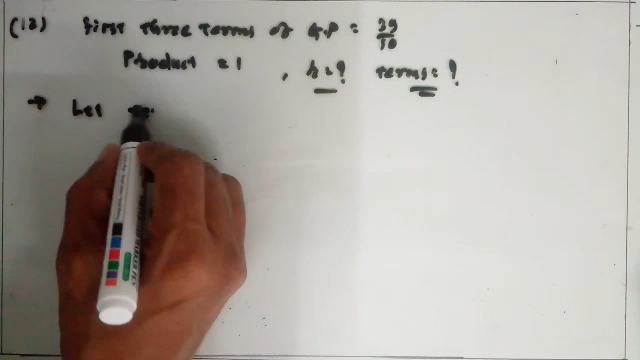 (12) first three terms of G.P = 39/10
Product = 1 , r = ? terms = ?
→ Let